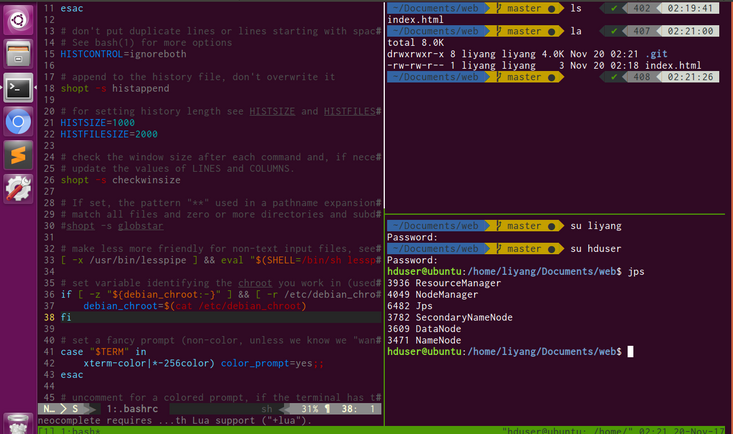 11 esac
12
13 # don't put duplicate lines or lines starting with spac
14 # See bash(1) for more options
15 HISTCONTROL=ignoreboth
16
17 # append to the history file, don't overwrite it
18 shopt -s histappend
19
20 # for setting history length see HISTSIZE and HISTFILES
21 HISTSIZE=1000
22 HISTFILESIZE=2000
23
24 # check the window size after each command and, if nece
25 # update the values of LINES and COLUMNS.
26 shopt -s checkwinsize
27
28 # If set, the pattern "**" used in a pathname expansion
29 # match all files and zero or more directories and subd
30 #shopt -s globstar
31
32 # make less friendly for non-text input files, see
33 [ -x /usr/bin/lesspipe ] && eval "$(SHELL=/bin/sh lessp
34
35 # set variable identifying the chroot you work in (used
36 if [ -z "${debian_chroot:-}" ] && [ -r /etc/debian_chro
37 debian_chroot=$(cat /etc/debian_chroot)
38 fi
39
40 # set a fancy prompt (non-color, unless we know we "wan
41 case "$TERM" in
42 xterm-color|*-256color) color_prompt=yes;;
43 esac
44
45 # uncomment for a colored prompt, if the terminal has t
N… S 1:.bashrc sh 31% ¶ 38: 1
neocomplete requires ...th Lua support ("+lua").
~/Documents/web master ● ls ✔ 402 02:19:41
index.html
~/Documents/web master ● la ✔ 407 02:21:00
total 8.0K
drwxrwxr-x 8 liyang liyang 4.0K Nov 20 02:21 .git
-rw-rw-r-- 1 liyang liyang 3 Nov 20 02:18 index.html
~/Documents/web master ● ✔ 408 02:21:26
~/Documents/web master ● su liyang
Password:
~/Documents/web master ● su hduser
Password:
hduser@ubuntu:/home/liyang/Documents/web$ jps
3936 ResourceManager
4049 NodeManager
6482 Jps
3782 SecondaryNameNode
3609 DataNode
3471 NameNode
hduser@ubuntu:/home/liyang/Documents/web$
[1] 1:bash* "hduser@ubuntu: /home/" 02:21 20-Nov-17